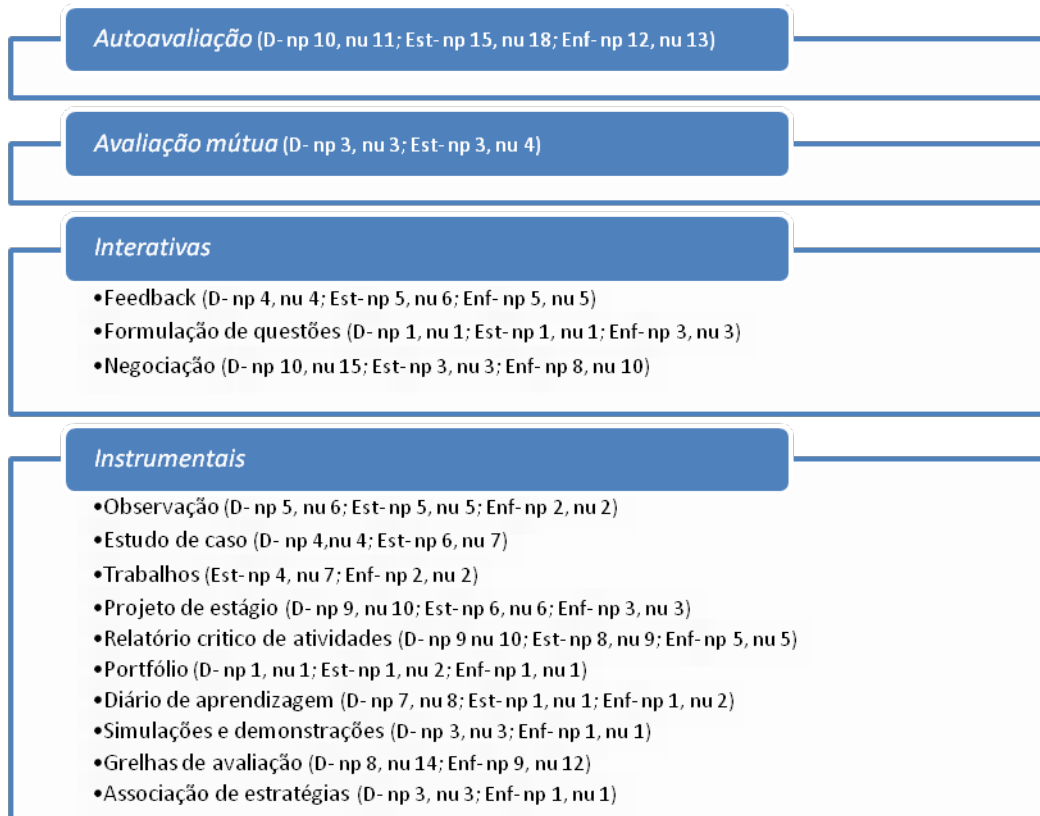 Autoavaliação (D- np 10, nu 11; Est- np 15, nu 18; Enf- np 12, nu 13)
Avaliação mútua (D- np 3, nu 3; Est- np 3, nu 4)
Interativas
•Feedback (D- np 4, nu 4; Est- np 5, nu 6; Enf- np 5, nu 5)
•Formulação de questões (D- np 1, nu 1; Est- np 1, nu 1; Enf- np 3, nu 3)
•Negociação (D- np 10, nu 15; Est- np 3, nu 3; Enf- np 8, nu 10)
Instrumentais
•Observação (D- np 5, nu 6; Est- np 5, nu 5; Enf- np 2, nu 2)
•Estudo de caso (D- np 4,nu 4; Est- np 6, nu 7)
•Trabalhos (Est- np 4, nu 7; Enf- np 2, nu 2)
•Projeto de estágio (D- np 9, nu 10; Est- np 6, nu 6; Enf- np 3, nu 3)
•Relatório critico de atividades (D- np 9 nu 10; Est- np 8, nu 9; Enf- np 5, nu 5)
•Portfólio (D- np 1, nu 1; Est- np 1, nu 2; Enf- np 1, nu 1)
•Diário de aprendizagem (D- np 7, nu 8; Est- np 1, nu 1; Enf- np 1, nu 2)
•Simulações e demonstrações (D- np 3, nu 3; Enf- np 1, nu 1)
•Grelhas de avaliação (D- np 8, nu 14; Enf- np 9, nu 12)
•Associação de estratégias (D- np 3, nu 3; Enf- np 1, nu 1)